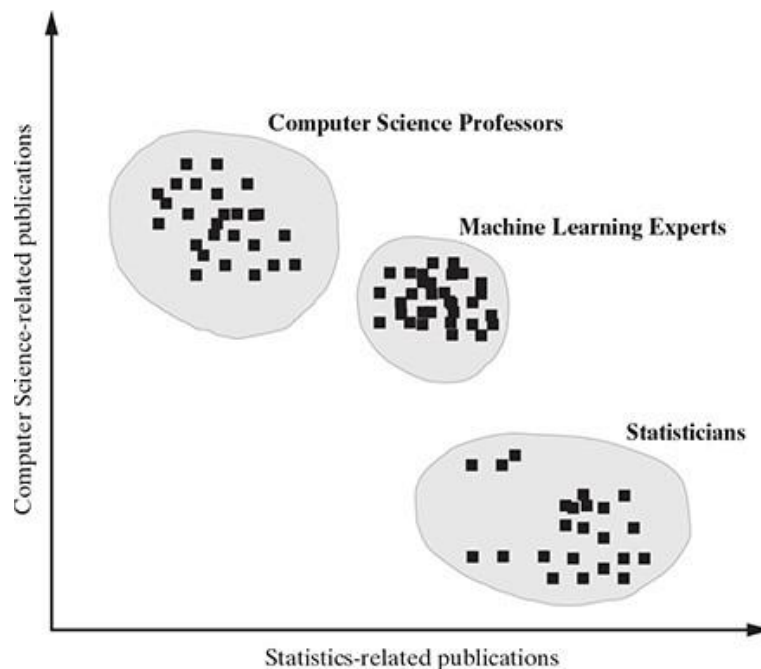 Computer Science Professors
Machine Learning Experts
Statisticians
Computer Science-related publications
Statistics-related publications